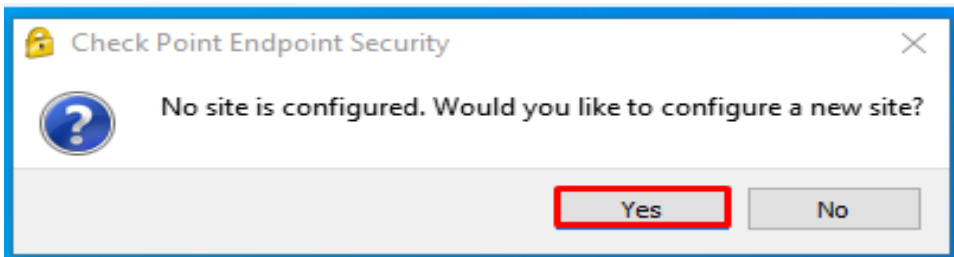 Check Point Endpoint Security
No site is configured. Would you like to configure a new site?
Yes No